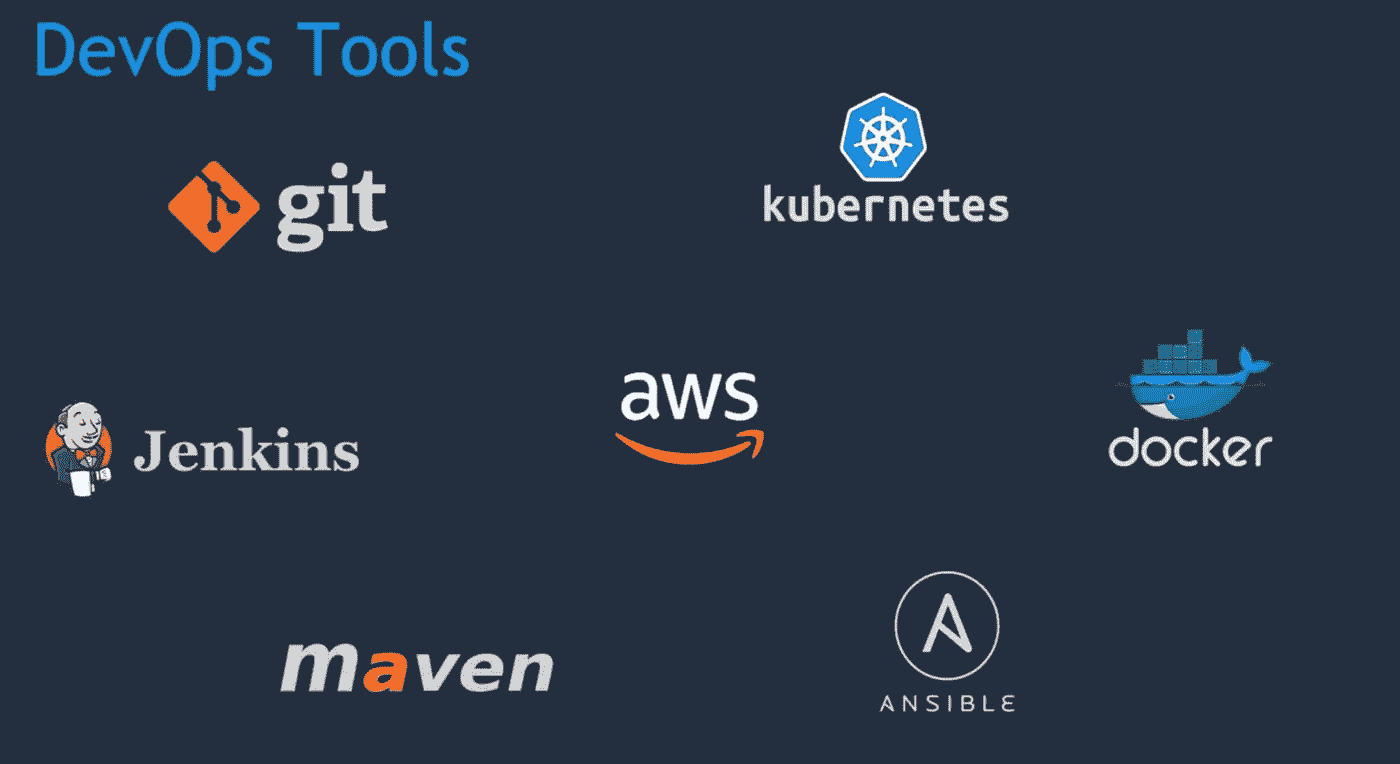 DevOps Tools
git
kubernetes
aws
docker
Jenkins
maven
ANSIBLE